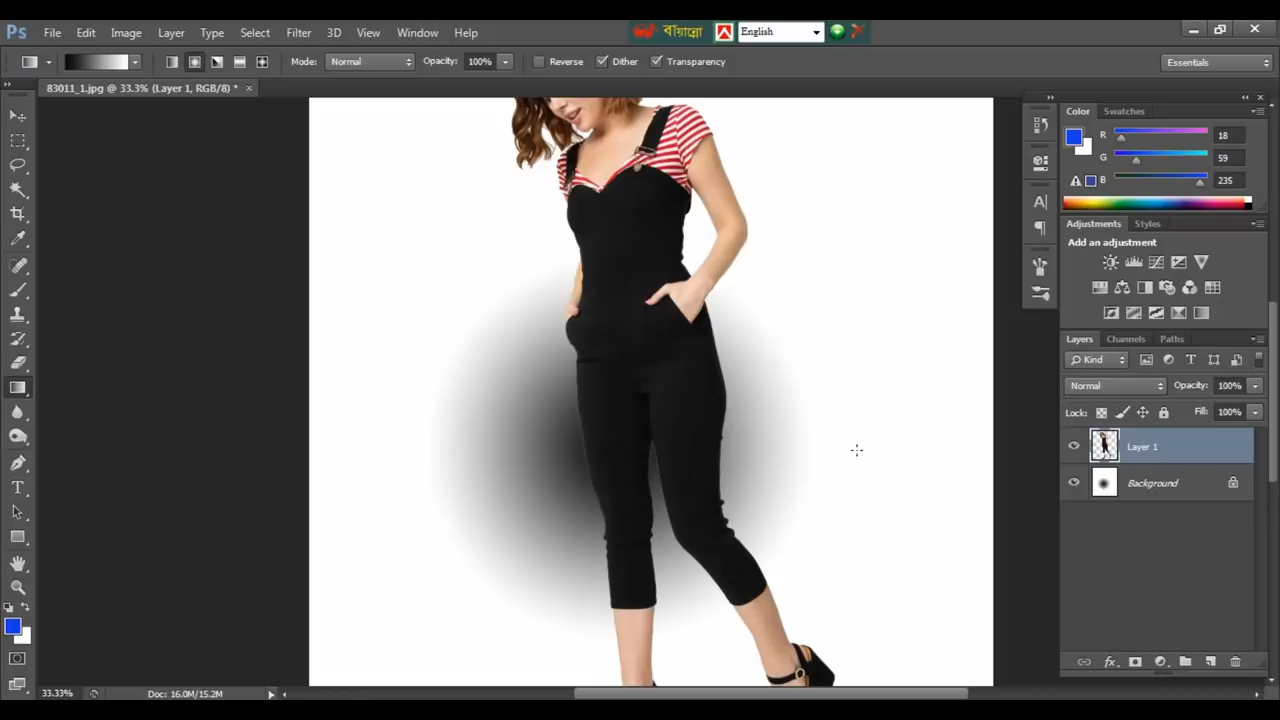 Ps File Edit Image Layer Type Select Filter 3D View Window Help
বাঁয়ান্নো English
Mode: Normal Opacity: 100% Reverse Dither Transparency Essentials
83011_1.jpg @ 33.3% (Layer 1, RGB/8) * ×
Color Swatches
R 18
G 59
B 235
Adjustments Styles
Add an adjustment
Layers Channels Paths
Kind
Normal Opacity: 100%
Lock: Fill: 100%
Layer 1
Background
fx
33.33% Doc: 16.0M/15.2M